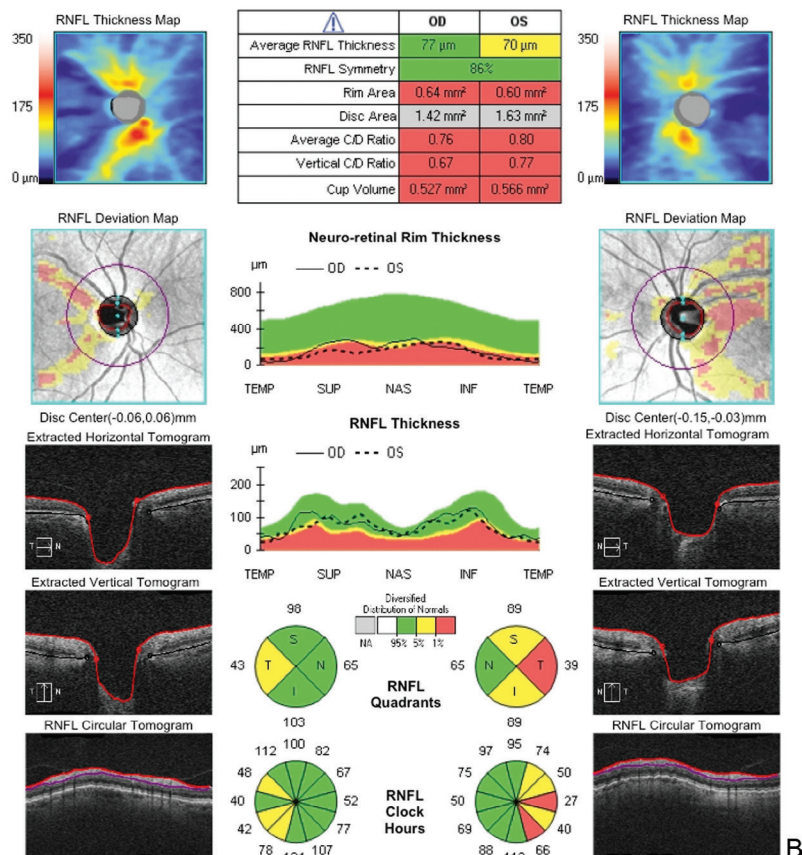 RNFL Thickness Map
350
175
0 µm
OD OS
Average RNFL Thickness 77 µm 70 µm
RNFL Symmetry 86%
Rim Area 0.64 mm² 0.60 mm²
Disc Area 1.42 mm² 1.63 mm²
Average C/D Ratio 0.76 0.80
Vertical C/D Ratio 0.67 0.77
Cup Volume 0.527 mm³ 0.566 mm³
RNFL Thickness Map
350
175
0 µm
RNFL Deviation Map
Disc Center(-0.06,0.06)mm
Neuro-retinal Rim Thickness
µm OD OS
800
400
0
TEMP SUP NAS INF TEMP
RNFL Deviation Map
Disc Center(-0.15,-0.03)mm
Extracted Horizontal Tomogram
T N
RNFL Thickness
µm OD OS
200
100
0
TEMP SUP NAS INF TEMP
Extracted Horizontal Tomogram
N T
Extracted Vertical Tomogram
T N
Diversified
Distribution of Normals
NA 95% 5% 1%
98
S
43 T N 65
I
103
RNFL
Quadrants
89
S
65 N T 39
I
89
Extracted Vertical Tomogram
N T
RNFL Circular Tomogram
100
112 82
48 67
40 52
42 77
78 107
RNFL
Clock
Hours
95
97 74
75 50
50 27
69 40
88 66
RNFL Circular Tomogram
B